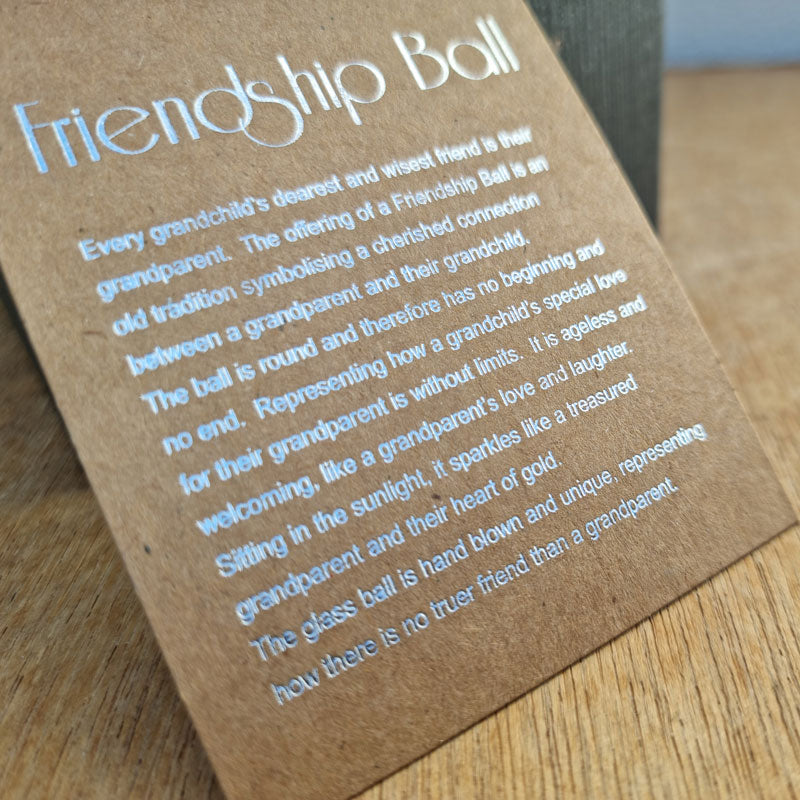 Friendship Ball
Every grandchild's dearest and wisest friend is their
grandparent. The offering of a Friendship Ball is an
old tradition symbolising a cherished connection
between a grandparent and their grandchild.
The ball is round and therefore has no beginning and
no end. Representing how a grandchild's special love
for their grandparent is without limits. It is ageless and
welcoming, like a grandparent's love and laughter.
Sitting in the sunlight, it sparkles like a treasured
grandparent and their heart of gold.
The glass ball is hand blown and unique, representing
how there is no truer friend than a grandparent.